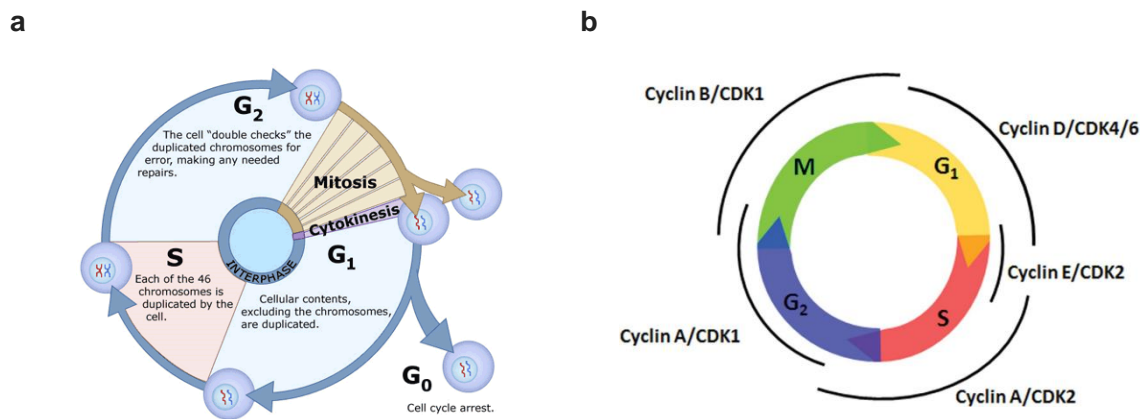 a
G2
The cell “double checks” the
duplicated chromosomes for
error, making any needed
repairs.
Mitosis
Cytokinesis
INTERPHASE
S
Each of the 46
chromosomes is
duplicated by the
cell.
G1
Cellular contents,
excluding the chromosomes,
are duplicated.
G0
Cell cycle arrest.
b
Cyclin B/CDK1
Cyclin D/CDK4/6
M
G1
Cyclin E/CDK2
G2
S
Cyclin A/CDK1
Cyclin A/CDK2